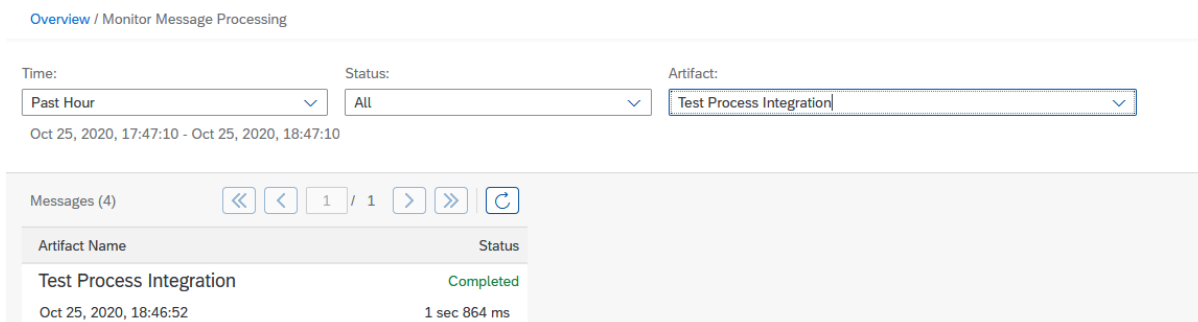 Overview / Monitor Message Processing
Time: Status: Artifact:
Past Hour All Test Process Integration
Oct 25, 2020, 17:47:10 - Oct 25, 2020, 18:47:10
Messages (4) 1 / 1
Artifact Name Status
Test Process Integration Completed
Oct 25, 2020, 18:46:52 1 sec 864 ms